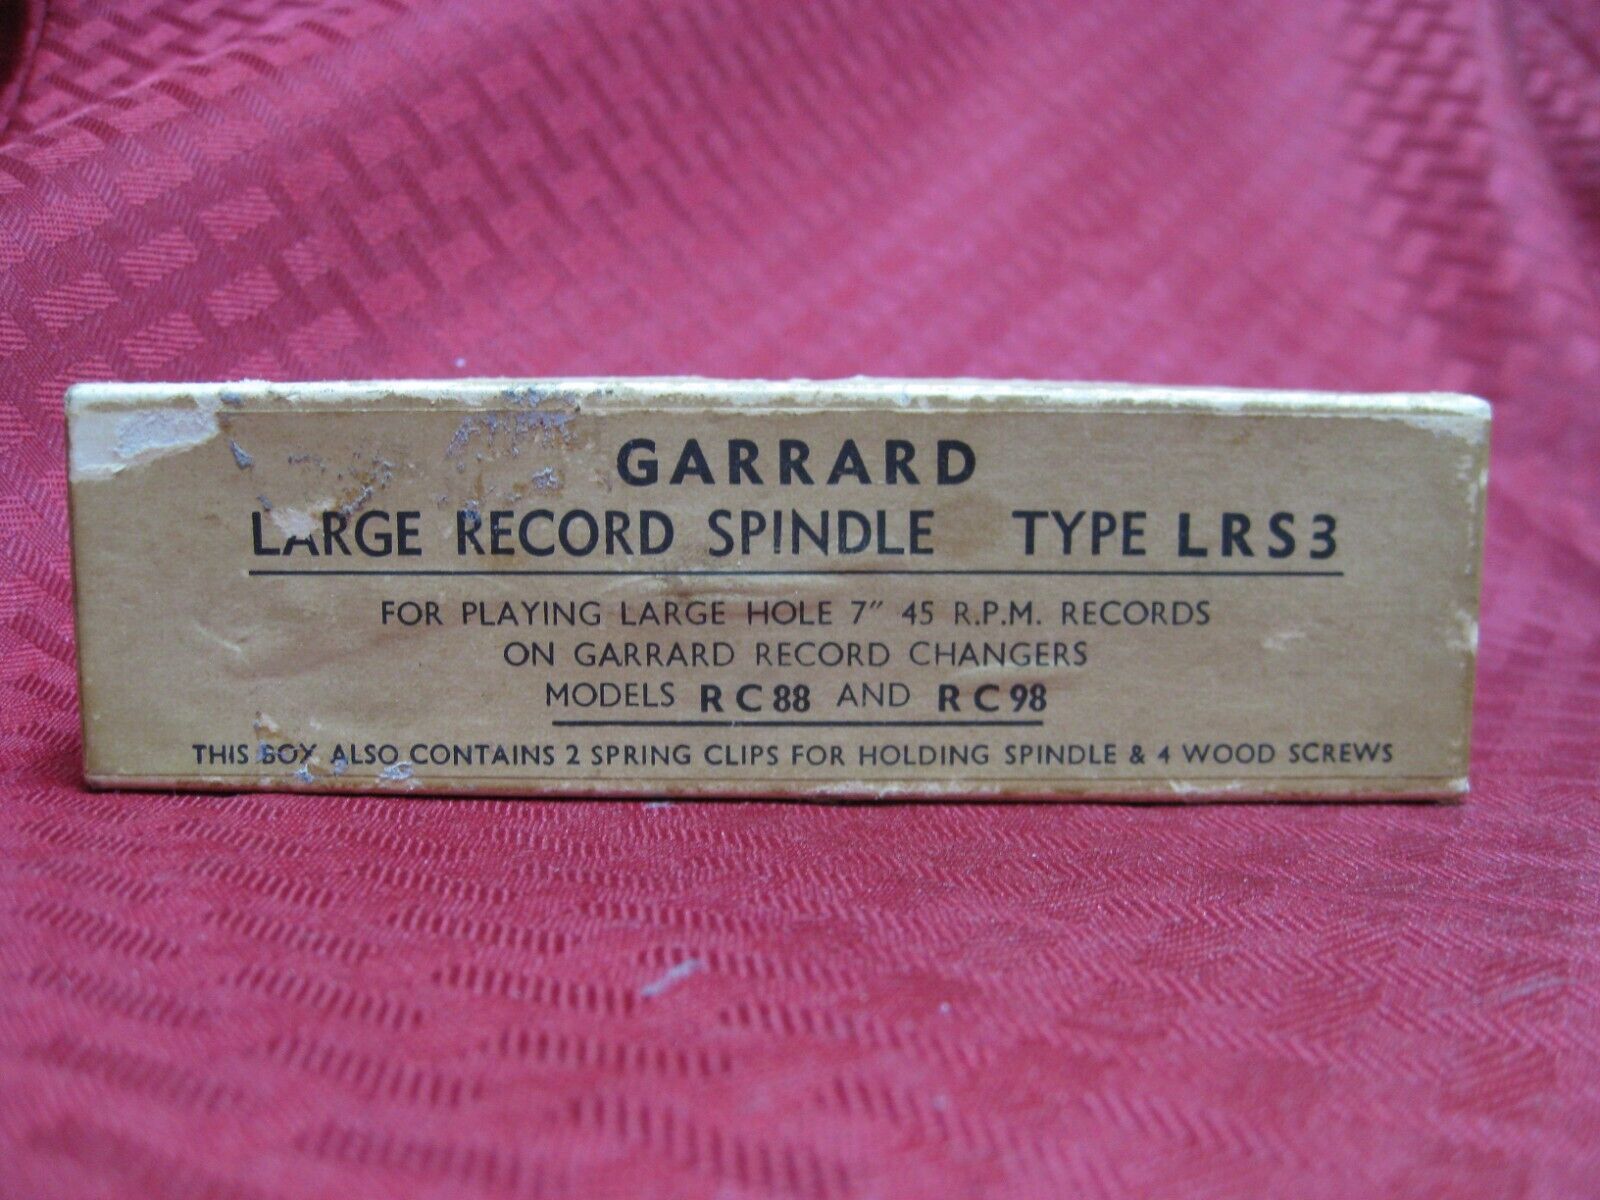 GARRARD
LARGE RECORD SPINDLE TYPE LRS3
FOR PLAYING LARGE HOLE 7" 45 R.P.M. RECORDS
ON GARRARD RECORD CHANGERS
MODELS RC88 AND RC98
THIS BOX ALSO CONTAINS 2 SPRING CLIPS FOR HOLDING SPINDLE & 4 WOOD SCREWS